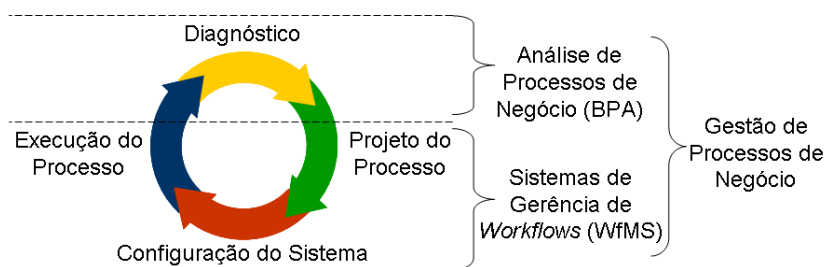 Diagnóstico
Execução do
Processo
Projeto do
Processo
Configuração do Sistema
Análise de
Processos de
Negócio (BPA)
Sistemas de
Gerência de
Workflows (WfMS)
Gestão de
Processos de
Negócio